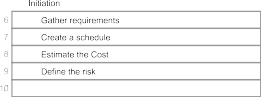 Initiation
6 Gather requirements
7 Create a schedule
8 Estimate the Cost
9 Define the risk
10